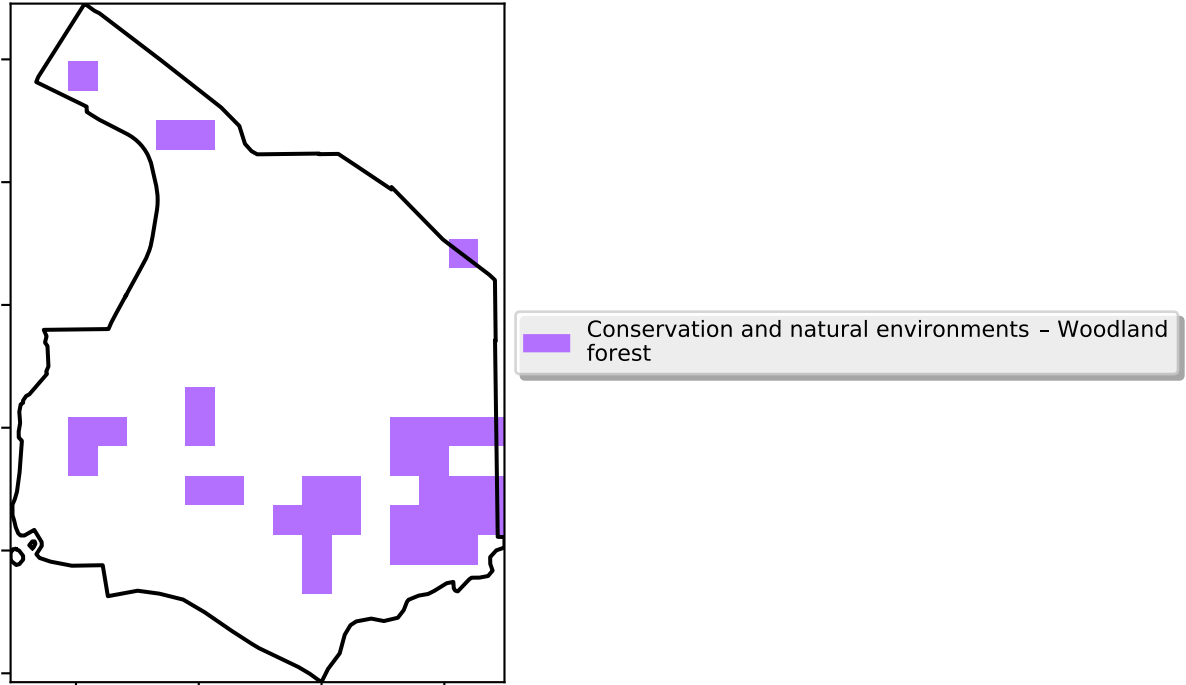 Conservation and natural environments – Woodland
forest